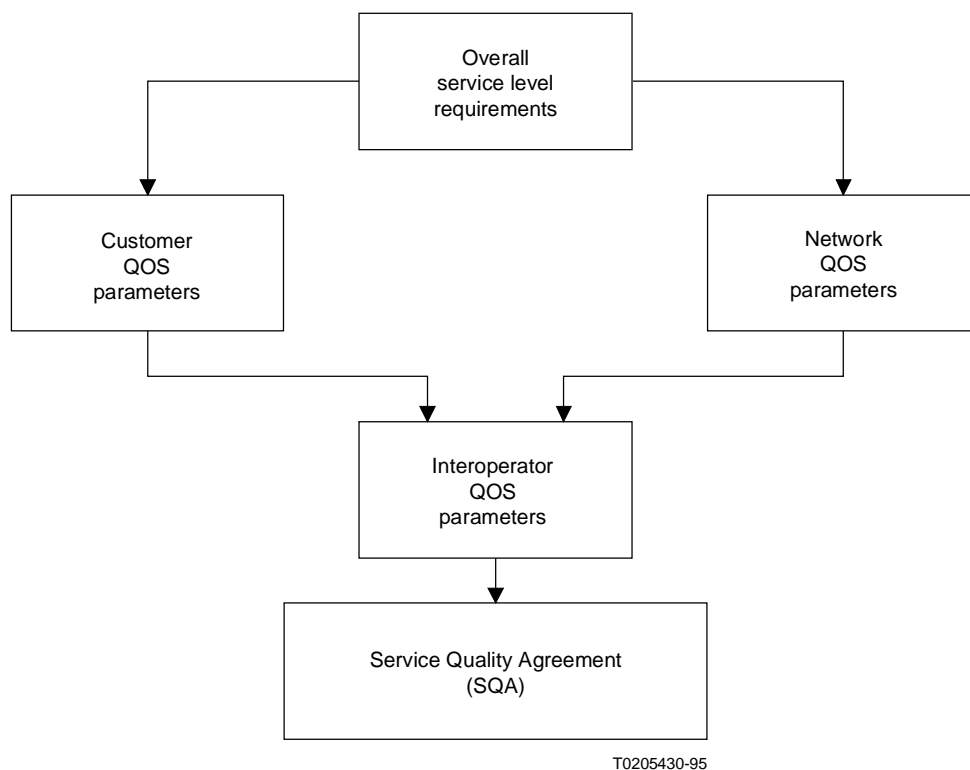 Overall
service level
requirements
Customer
QOS
parameters
Network
QOS
parameters
Interoperator
QOS
parameters
Service Quality Agreement
(SQA)
T0205430-95